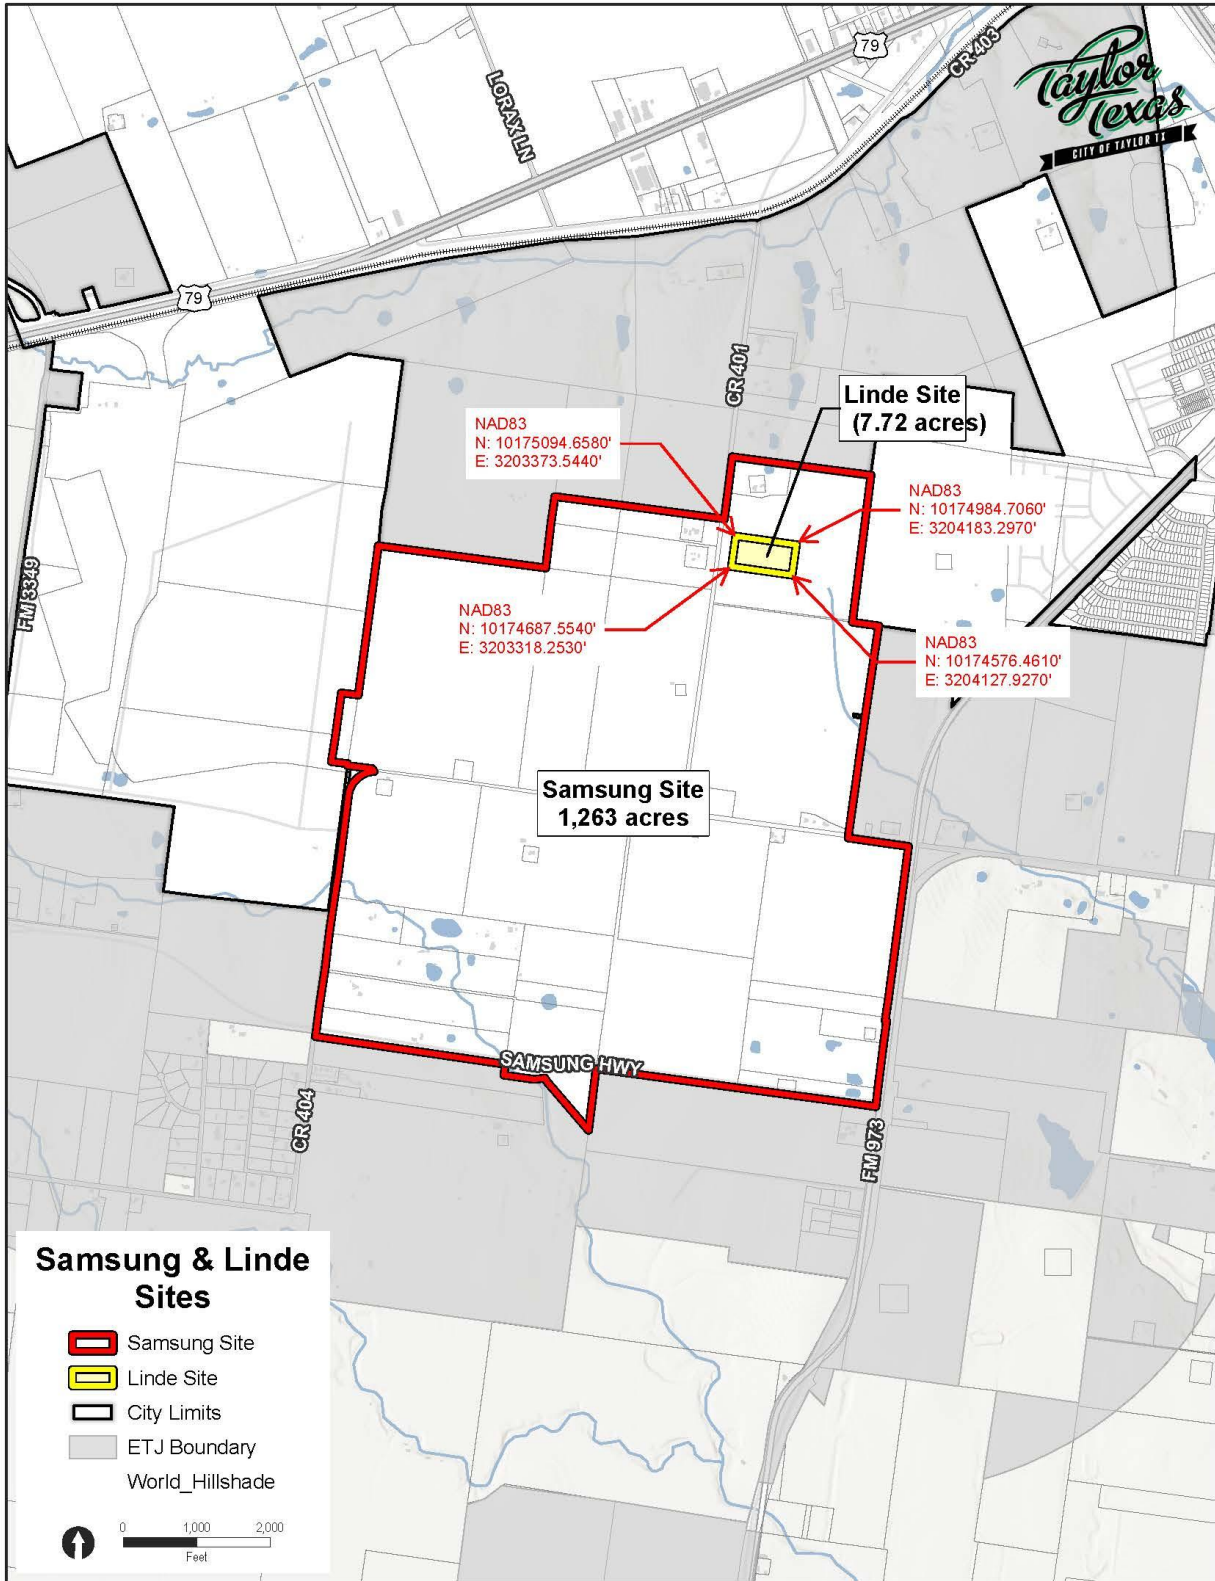 79
CR 403
Taylor
Texas
CITY OF TAYLOR TX
LORAX LN
79
CR 401
Linde Site
(7.72 acres)
NAD83
N: 10175094.6580'
E: 3203373.5440'
NAD83
N: 10174984.7060'
E: 3204183.2970'
FM 3349
NAD83
N: 10174687.5540'
E: 3203318.2530'
NAD83
N: 10174576.4610'
E: 3204127.9270'
Samsung Site
1,263 acres
SAMSUNG HWY
CR 404
FM 973
Samsung & Linde
Sites
Samsung Site
Linde Site
City Limits
ETJ Boundary
World_Hillshade
0 1,000 2,000
Feet